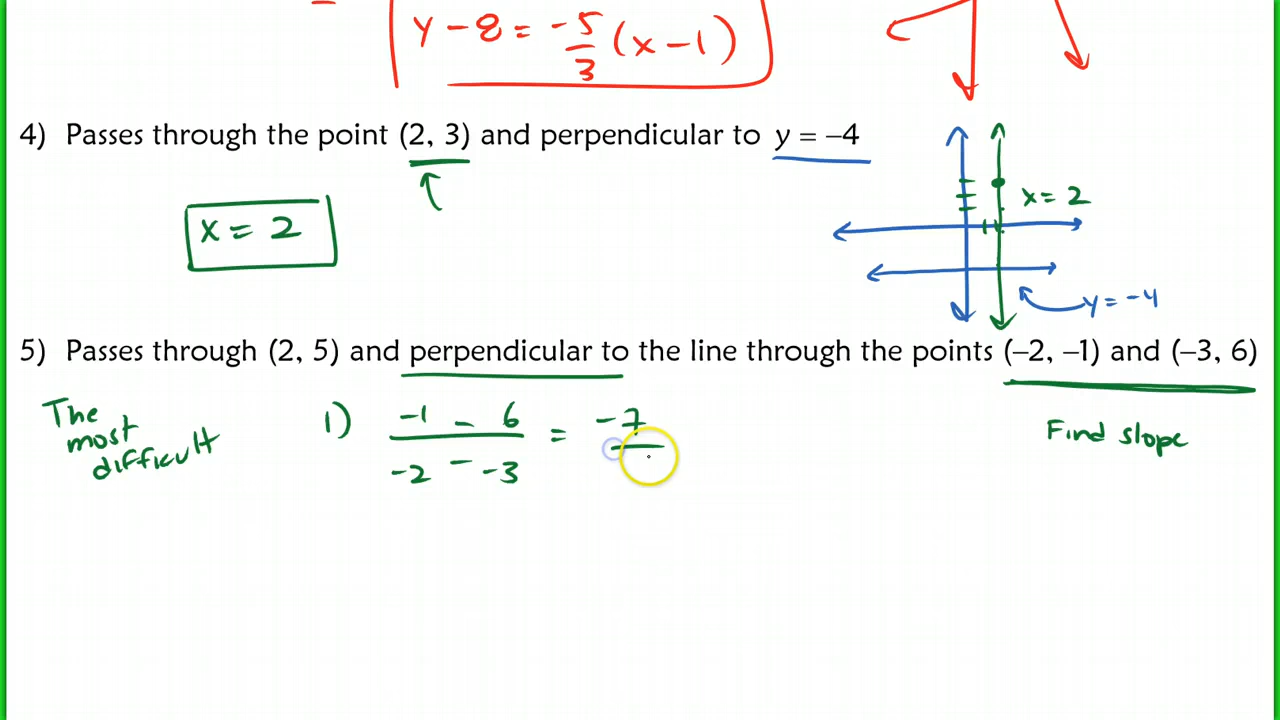 y - 8 = -5/3 (x - 1)
4) Passes through the point (2, 3) and perpendicular to y = –4
x = 2
x = 2
y = -4
5) Passes through (2, 5) and perpendicular to the line through the points (–2, –1) and (–3, 6)
The
most
difficult
1) -1 - 6 / -2 - -3 = -7 /
Find slope